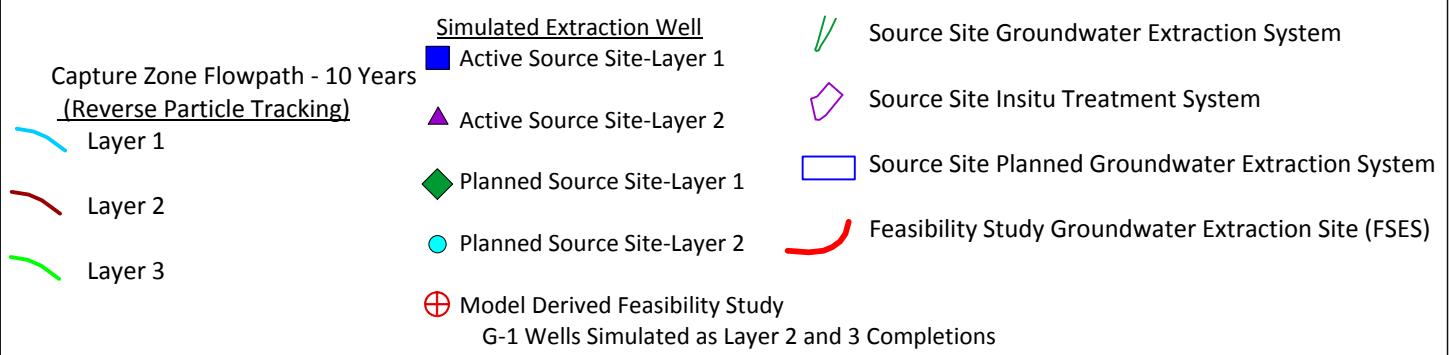 Capture Zone Flowpath - 10 Years
(Reverse Particle Tracking)
Layer 1
Layer 2
Layer 3
Simulated Extraction Well
Active Source Site-Layer 1
Active Source Site-Layer 2
Planned Source Site-Layer 1
Planned Source Site-Layer 2
Model Derived Feasibility Study
G-1 Wells Simulated as Layer 2 and 3 Completions
Source Site Groundwater Extraction System
Source Site Insitu Treatment System
Source Site Planned Groundwater Extraction System
Feasibility Study Groundwater Extraction Site (FSES)